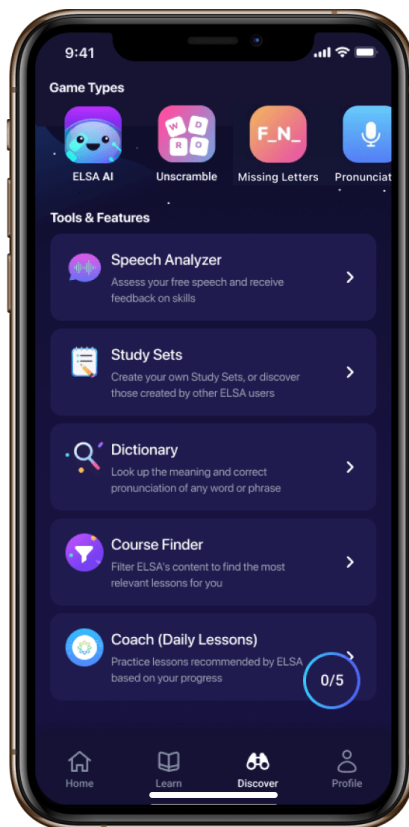 9:41
Game Types
W D
R O
F_N_
ELSA AI
Unscramble
Missing Letters
Pronunciat
Tools & Features
Speech Analyzer
Assess your free speech and receive
feedback on skills
Study Sets
Create your own Study Sets, or discover
those created by other ELSA users
Dictionary
Look up the meaning and correct
pronunciation of any word or phrase
Course Finder
Filter ELSA's content to find the most
relevant lessons for you
Coach (Daily Lessons)
Practice lessons recommended by ELSA
based on your progress
0/5
Home
Learn
Discover
Profile